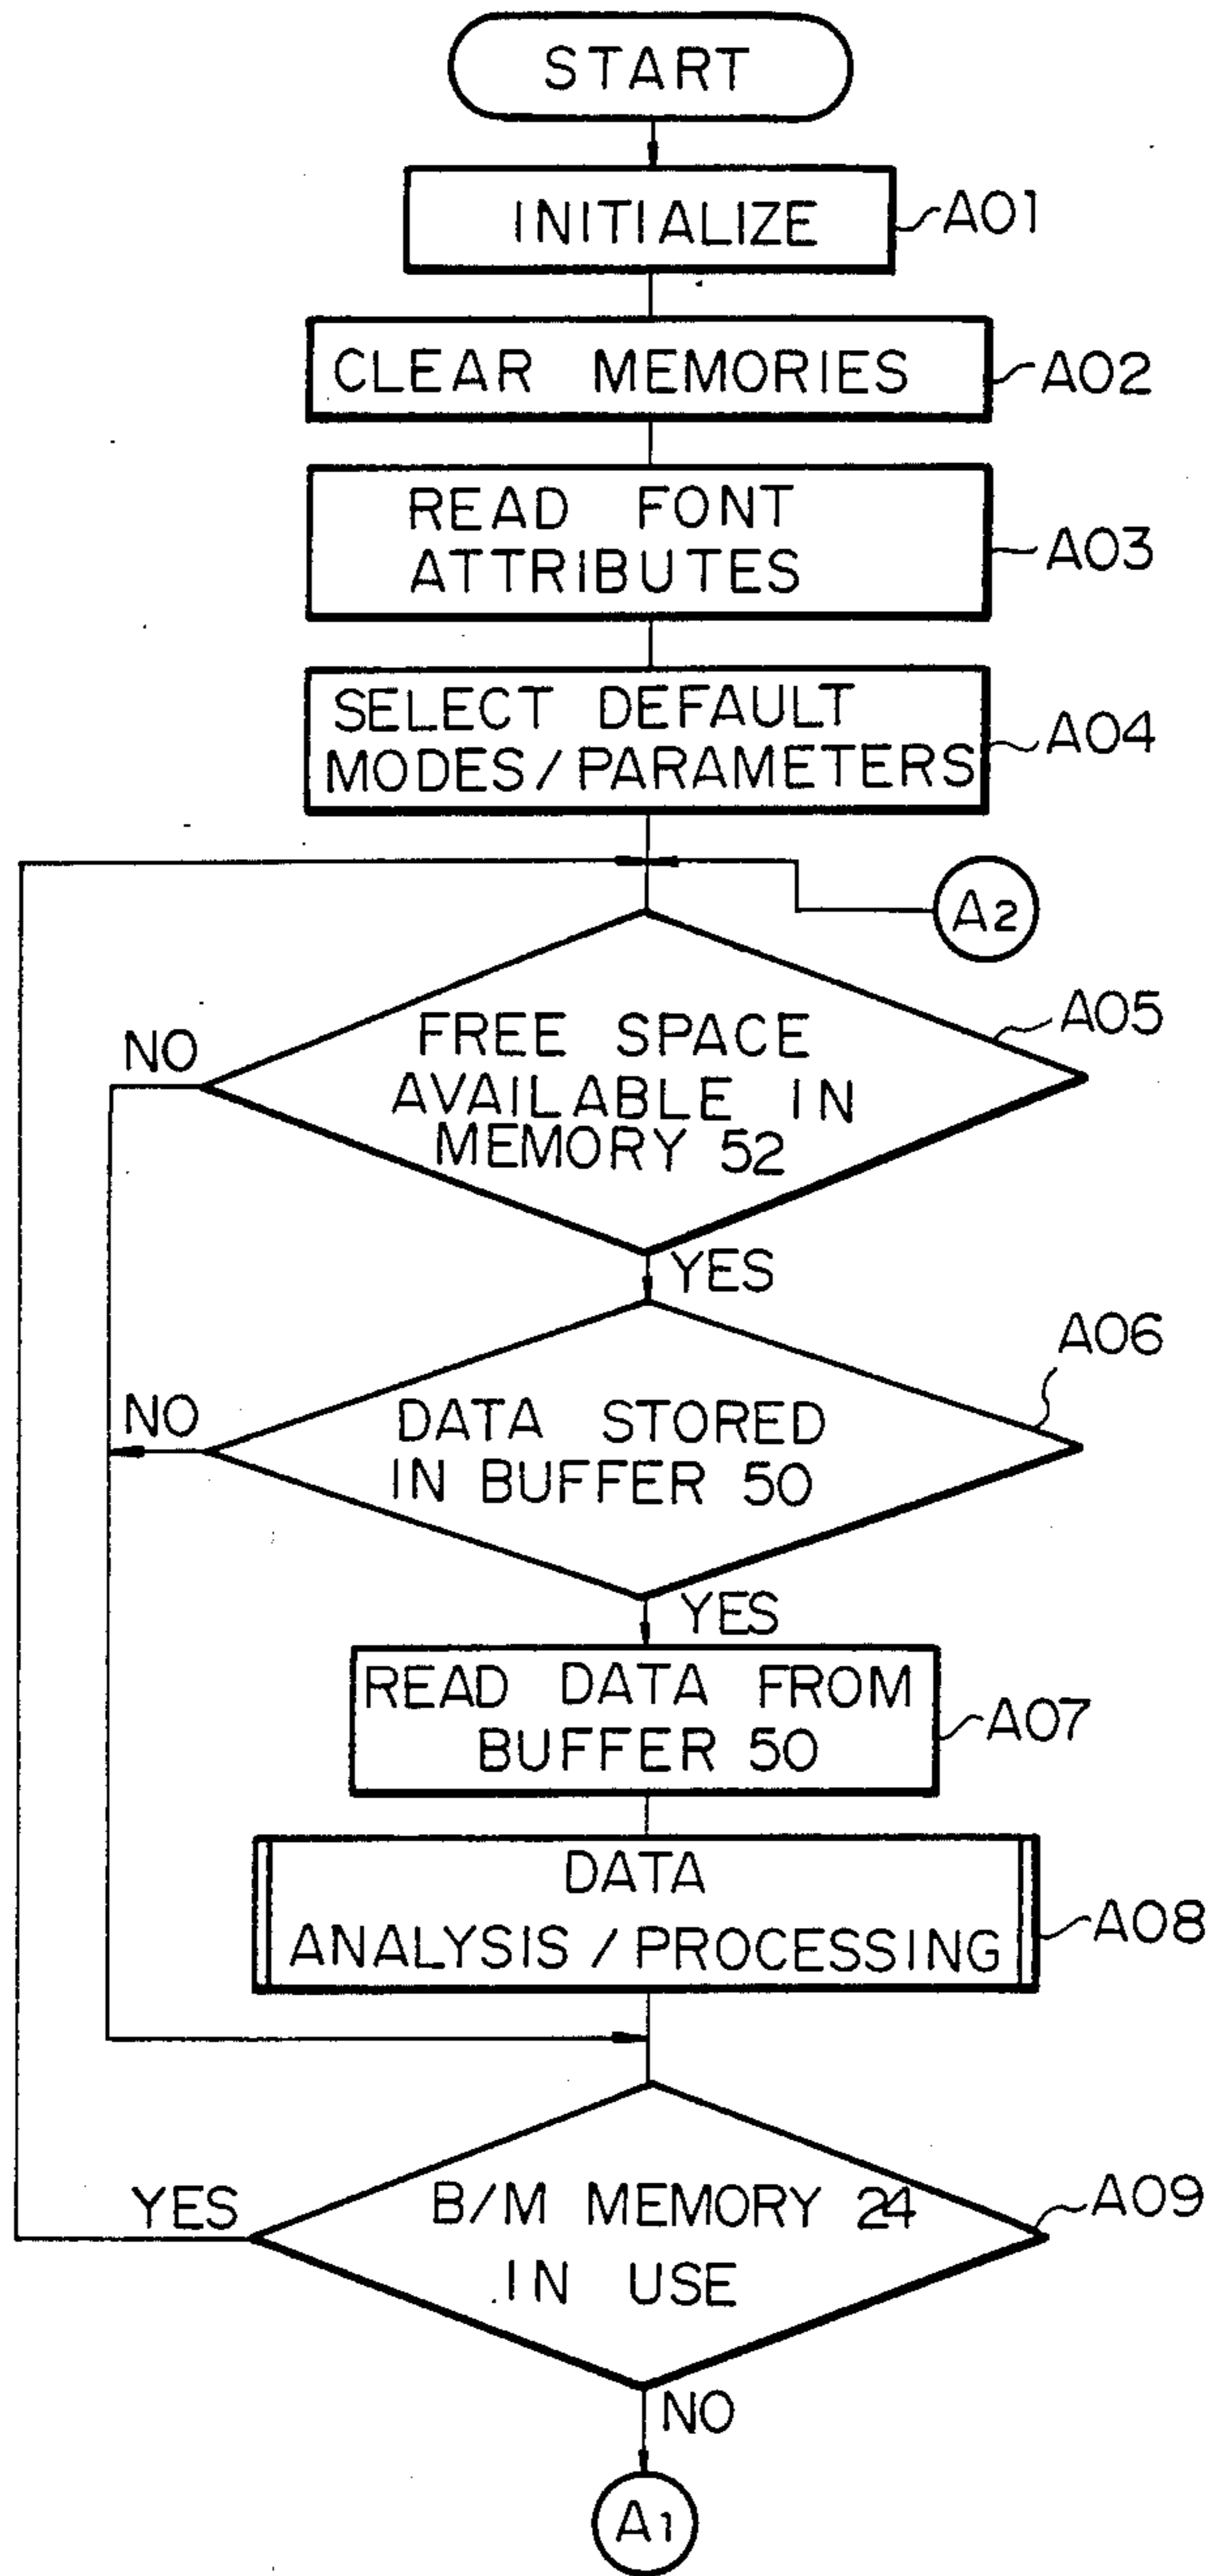 START
INITIALIZE
A01
CLEAR MEMORIES
A02
READ FONT
ATTRIBUTES
A03
SELECT DEFAULT
MODES/PARAMETERS
A04
A2
A05
NO
FREE SPACE
AVAILABLE IN
MEMORY 52
YES
A06
NO
DATA STORED
IN BUFFER 50
YES
READ DATA FROM
BUFFER 50
A07
DATA
ANALYSIS/PROCESSING
A08
YES
B/M MEMORY 24
IN USE
A09
NO
A1